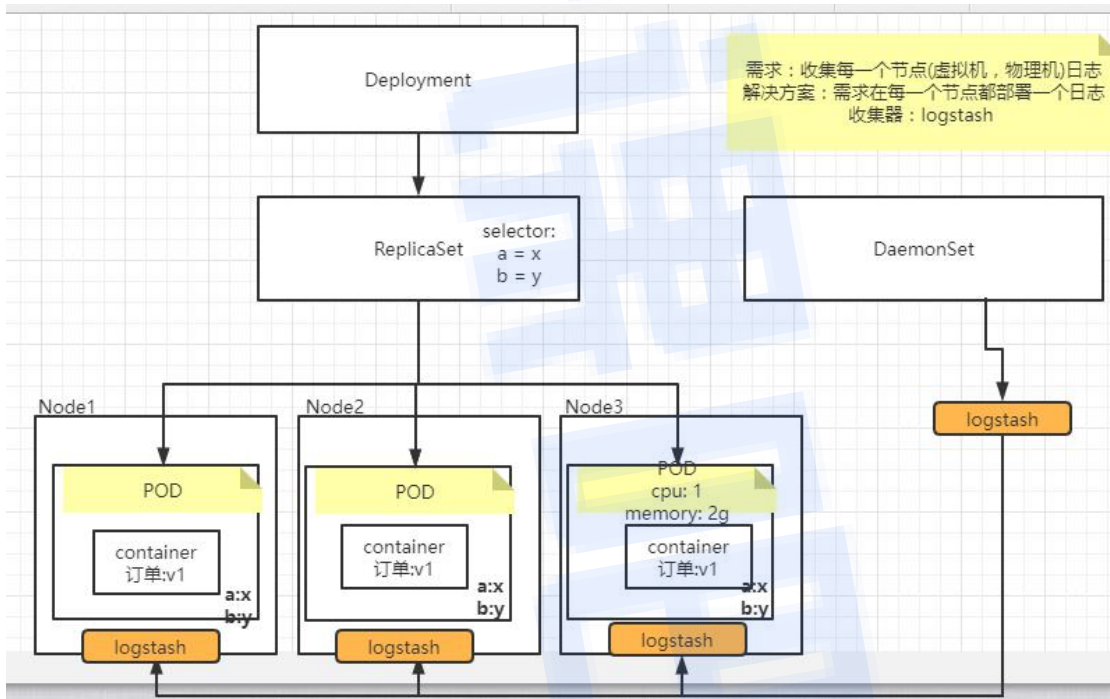 Deployment
需求：收集每一个节点(虚拟机，物理机)日志
解决方案：需求在每一个节点都部署一个日志
收集器：logstash
ReplicaSet
selector:
a = x
b = y
DaemonSet
logstash
Node1
POD
container
订单:v1
a:x
b:y
logstash
Node2
POD
container
订单:v1
a:x
b:y
logstash
Node3
POD
cpu: 1
memory: 2g
container
订单:v1
a:x
b:y
logstash